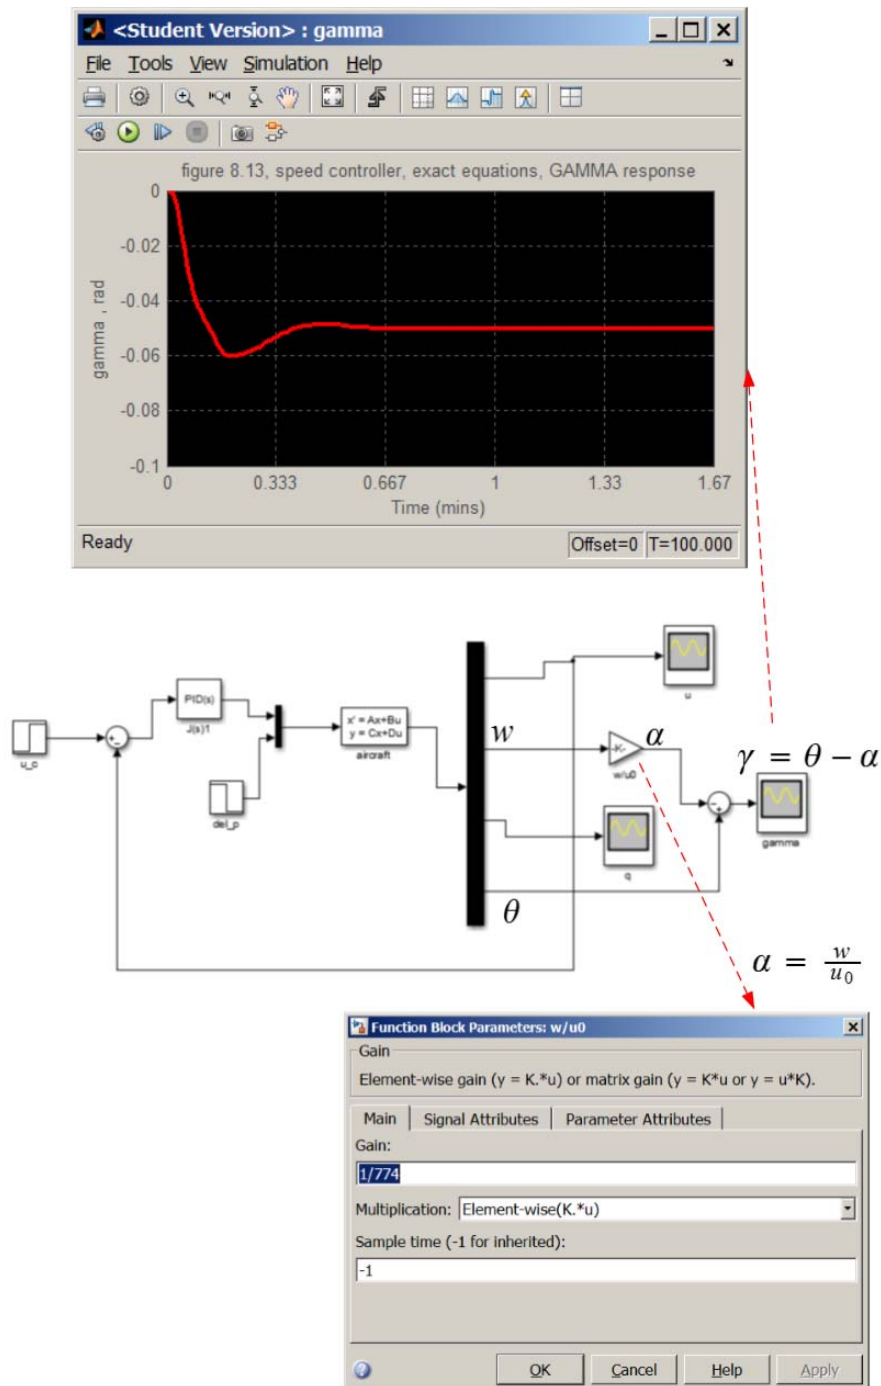 <Student Version> : gamma
File Tools View Simulation Help
figure 8.13, speed controller, exact equations, GAMMA response
0
-0.02
-0.04
-0.06
-0.08
-0.1
gamma , rad
0 0.333 0.667 1 1.33 1.67
Time (mins)
Ready Offset=0 T=100.000
u_c
+-
PID(s)
J(s)1
del_p
x' = Ax+Bu
y = Cx+Du
aircraft
u
w
-K-
w/u0
α
q
θ
-+
γ = θ − α
gamma
α = w/u₀
Function Block Parameters: w/u0
Gain
Element-wise gain (y = K.*u) or matrix gain (y = K*u or y = u*K).
Main Signal Attributes Parameter Attributes
Gain:
1/774
Multiplication: Element-wise(K.*u)
Sample time (-1 for inherited):
-1
OK Cancel Help Apply